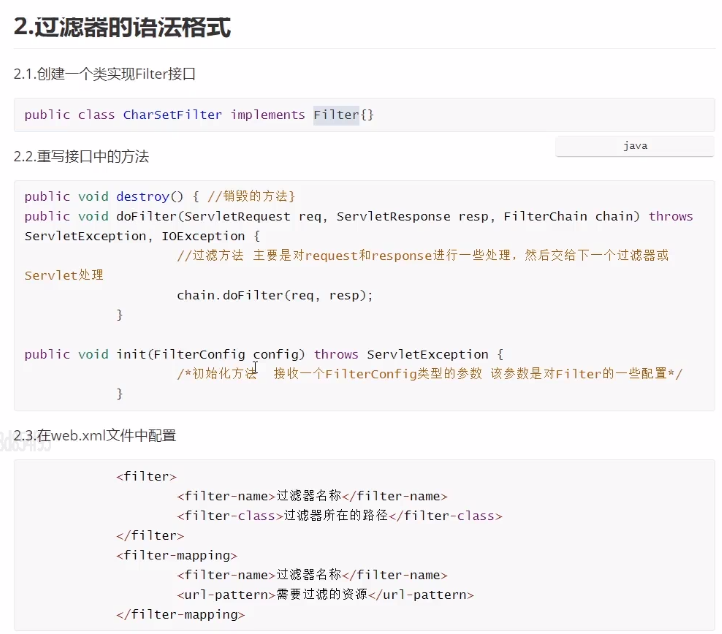 2.过滤器的语法格式
2.1.创建一个类实现Filter接口
public class CharSetFilter implements Filter{}
java
2.2.重写接口中的方法
public void destroy() { //销毁的方法}
public void doFilter(ServletRequest req, ServletResponse resp, FilterChain chain) throws
ServletException, IOException {
//过滤方法 主要是对request和response进行一些处理，然后交给下一个过滤器或
Servlet处理
chain.doFilter(req, resp);
}
public void init(FilterConfig config) throws ServletException {
/*初始化方法 接收一个FilterConfig类型的参数 该参数是对Filter的一些配置*/
}
2.3.在web.xml文件中配置
<filter>
<filter-name>过滤器名称</filter-name>
<filter-class>过滤器所在的路径</filter-class>
</filter>
<filter-mapping>
<filter-name>过滤器名称</filter-name>
<url-pattern>需要过滤的资源</url-pattern>
</filter-mapping>